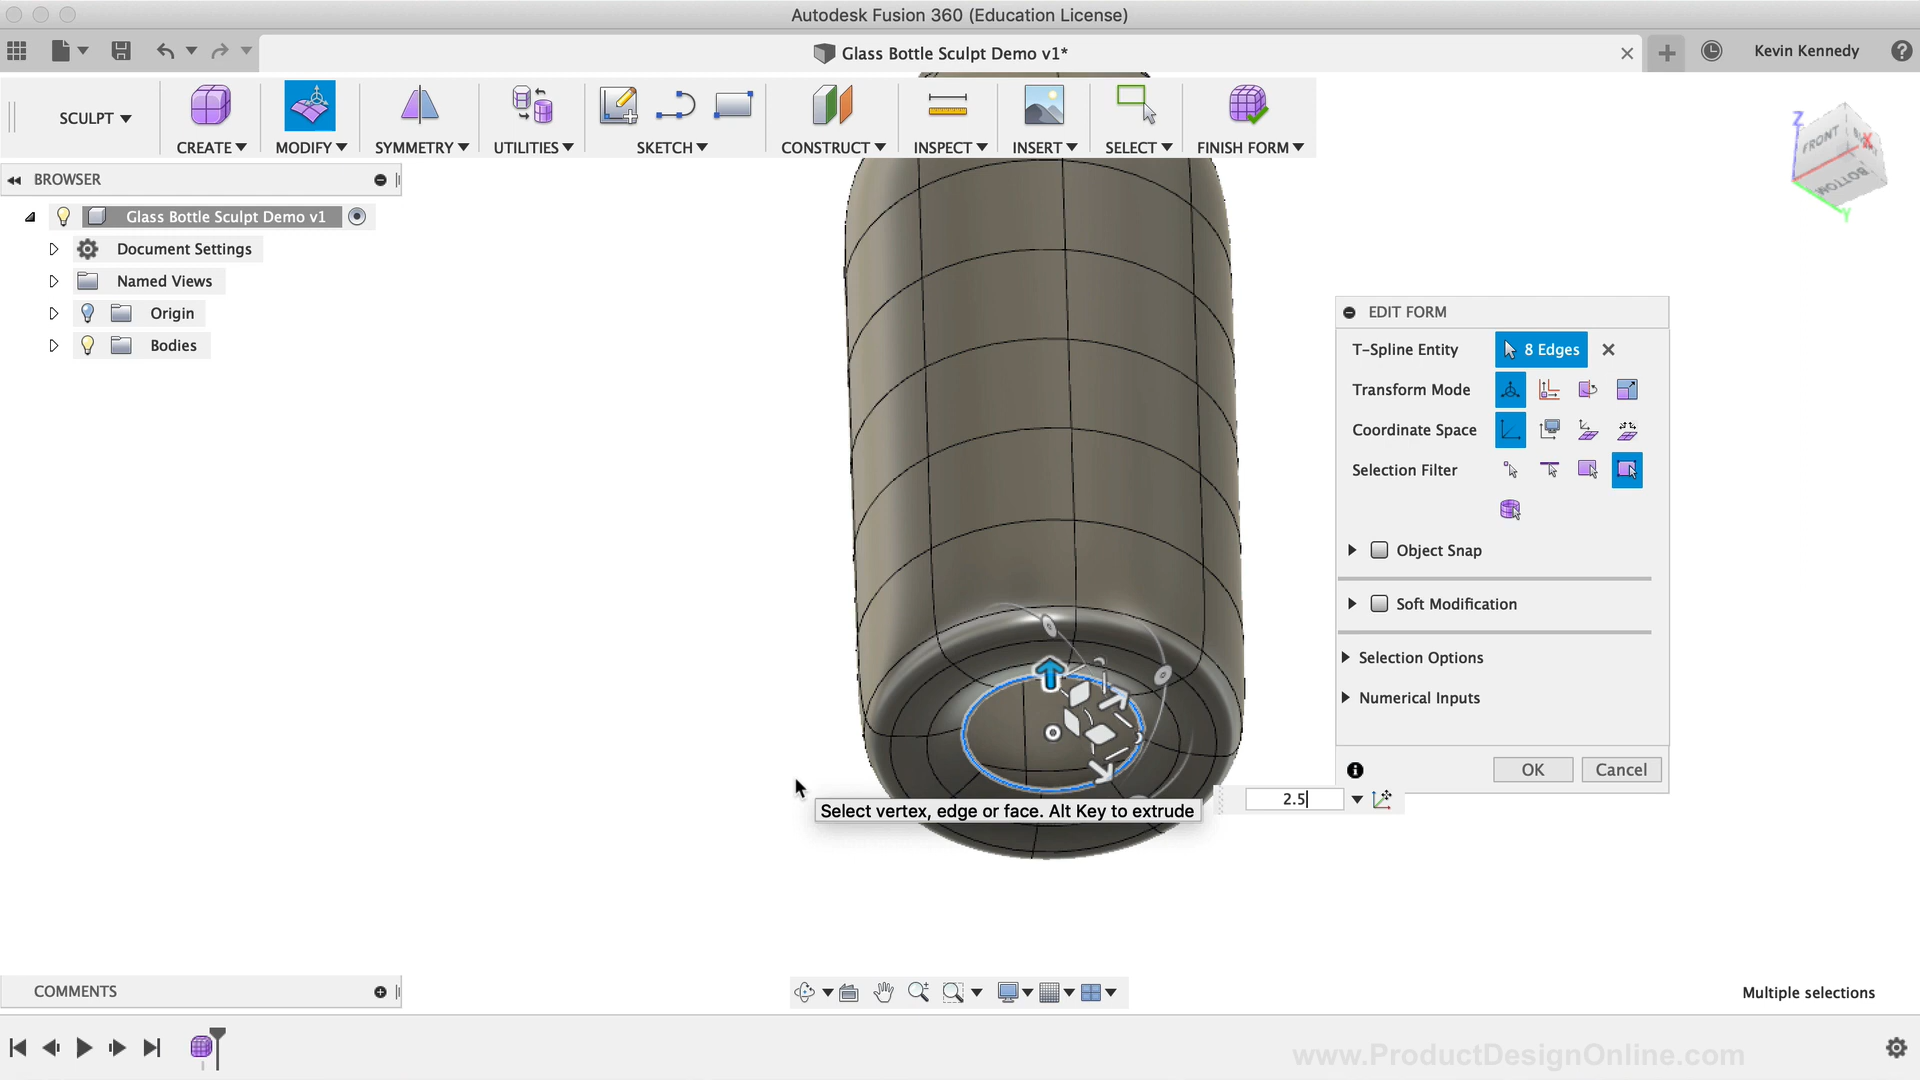 Autodesk Fusion 360 (Education License)
Glass Bottle Sculpt Demo v1*
Kevin Kennedy
SCULPT
CREATE
MODIFY
SYMMETRY
UTILITIES
SKETCH
CONSTRUCT
INSPECT
INSERT
SELECT
FINISH FORM
Z
FRONT
RIGHT
X
BOTTOM
Y
BROWSER
Glass Bottle Sculpt Demo v1
Document Settings
Named Views
Origin
Bodies
EDIT FORM
T-Spline Entity
8 Edges
Transform Mode
Coordinate Space
Selection Filter
Object Snap
Soft Modification
Selection Options
Numerical Inputs
OK
Cancel
2.5
Select vertex, edge or face. Alt Key to extrude
COMMENTS
Multiple selections
www.ProductDesignOnline.com